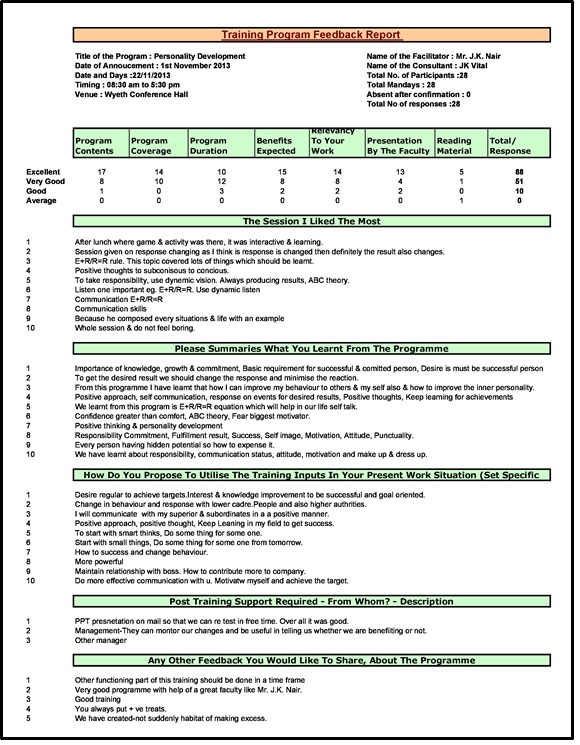 Training Program Feedback Report
Title of the Program : Personality Development
Name of the Facilitator : Mr. J.K. Nair
Date of Annoucement : 1st November 2013
Name of the Consultant : JK Vital
Date and Days :22/11/2013
Total No. of Participants :28
Timing : 08:30 am to 5:30 pm
Total Mandays : 28
Venue : Wyeth Conference Hall
Absent after confirmation : 0
Total No of responses :28
Program Contents Program Coverage Program Duration Benefits Expected Relevancy To Your Work Presentation By The Faculty Reading Material Total/ Response
Excellent 17 14 10 15 14 13 5 88
Very Good 8 10 12 8 8 4 1 51
Good 1 0 3 2 2 2 0 10
Average 0 0 0 0 0 0 1 0
The Session I Liked The Most
1 After lunch where game & activity was there, it was interactive & learning.
2 Session given on response changing as I think is response is changed then definitely the result also changes.
3 E+R/R=R rule. This topic covered lots of things which should be learnt.
4 Positive thoughts to subconisous to concious.
5 To take responsibility, use dynamic vision. Always producing results, ABC theory.
6 Listen one important eg. E+R/R=R. Use dynamic listen
7 Communication E+R/R=R
8 Communication skills
9 Because he composed every situations & life with an example
10 Whole session & do not feel boring.
Please Summaries What You Learnt From The Programme
1 Importance of knowledge, growth & commitment, Basic requirement for successful & comitted person, Desire is must be successful person
2 To get the desired result we should change the response and minimise the reaction.
3 From this programme I have learnt that how I can improve my behaviour to others & my self also & how to improve the inner personality.
4 Positive approach, self communication, response on events for desired results, Positive thoughts, Keep learning for achievements
5 We learnt from this program is E+R/R=R equation which will help in our life self talk.
6 Confidence greater than comfort, ABC theory, Fear biggest motivator.
7 Positive thinking & personality development
8 Responsibility Commitment, Fulfillment result, Success, Self image, Motivation, Attitude, Punctuality.
9 Every person having hidden potential so how to expense it.
10 We have learnt about responsibility, communication status, attitude, motivation and make up & dress up.
How Do You Propose To Utilise The Training Inputs In Your Present Work Situation (Set Specific
1 Desire regular to achieve targets.Interest & knowledge improvement to be successful and goal oriented.
2 Change in behaviour and response with lower cadre.People and also higher authrities.
3 I will communicate with my superior & subordinates in a a positive manner.
4 Positive approach, positive thought, Keep Leaning in my field to get success.
5 To start with smart thinks, Do some thing for some one.
6 Start with small things, Do some thing for some one from tomorrow.
7 How to success and change behaviour.
8 More powerful
9 Maintain relationship with boss. How to contribute more to company.
10 Do more effective communication with u. Motivatw myself and achieve the target.
Post Training Support Required - From Whom? - Description
1 PPT presnetation on mail so that we can re test in free time. Over all it was good.
2 Management-They can montor our changes and be useful in telling us whether we are benefiting or not.
3 Other manager
Any Other Feedback You Would Like To Share, About The Programme
1 Other functioning part of this training should be done in a time frame
2 Very good programme with help of a great faculty like Mr. J.K. Nair.
3 Good training
4 You always put + ve treats.
5 We have created-not suddenly habitat of making excess.